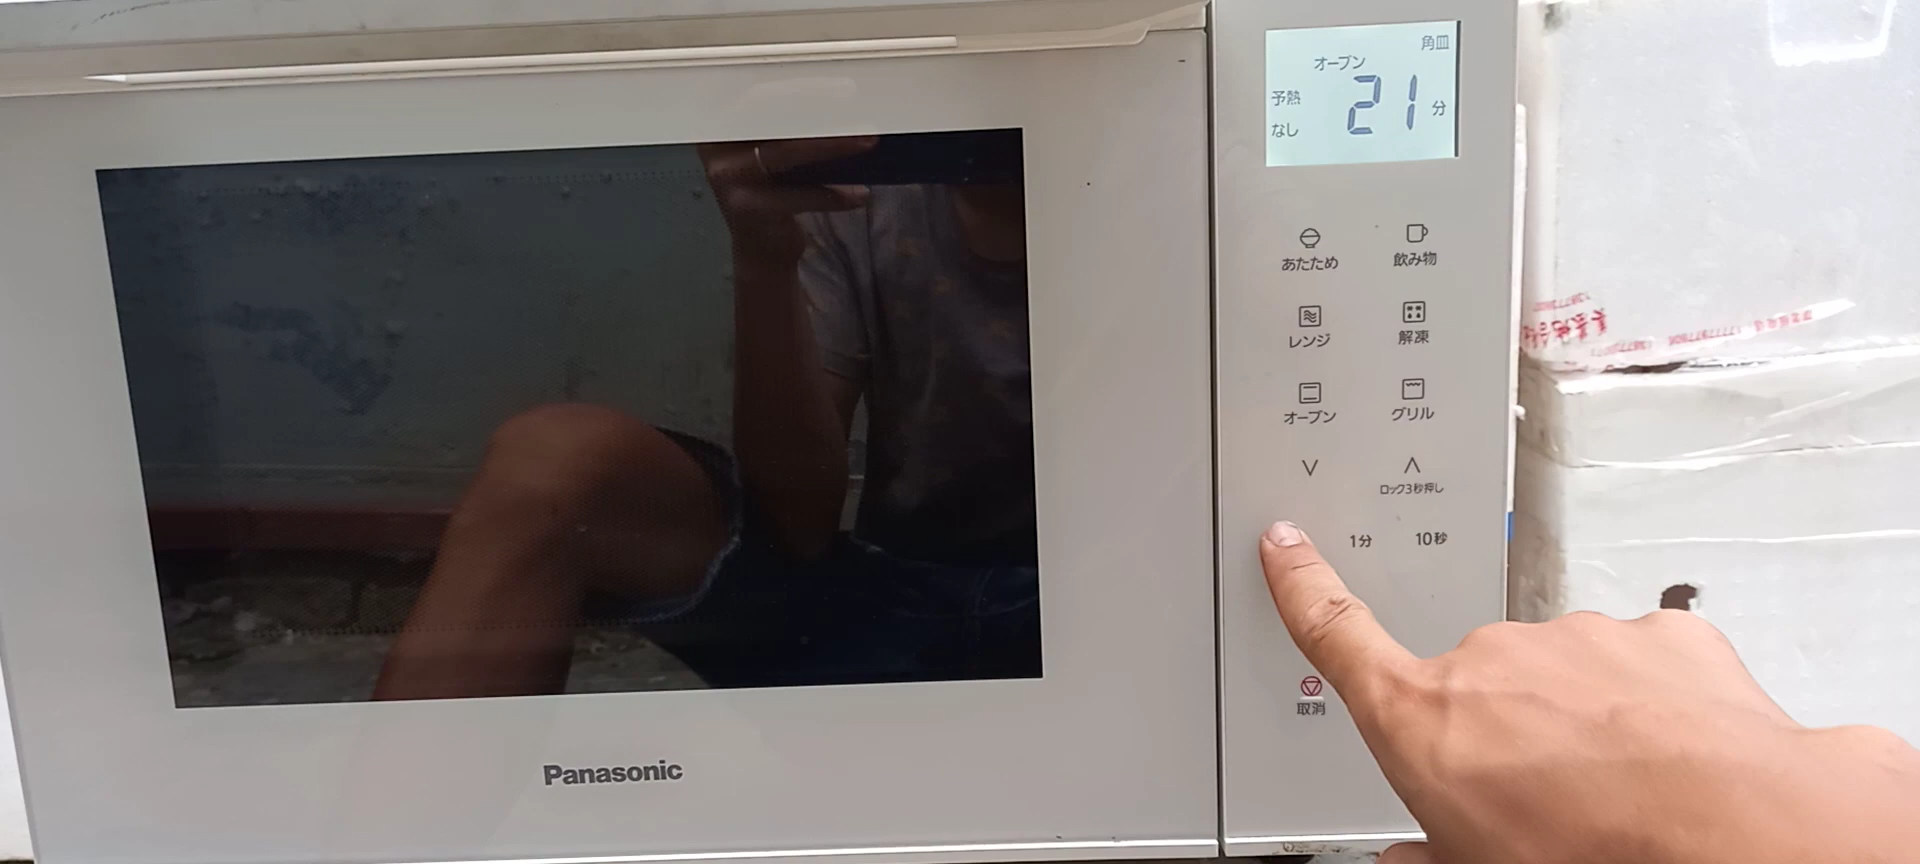 角皿
オーブン
予熱
なし
21分
あたため
飲み物
レンジ
解凍
オーブン
グリル
ロック3秒押し
1分
10秒
取消
Panasonic